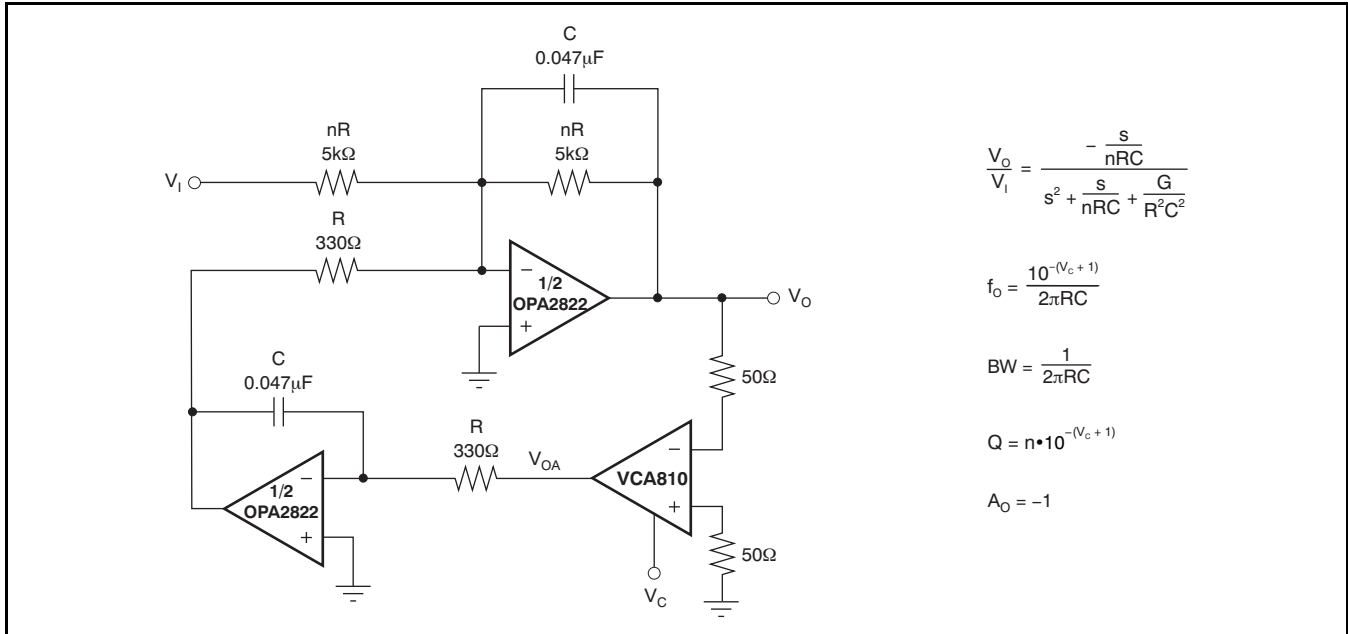 C
0.047µF
nR
5kΩ
nR
5kΩ
V_I
R
330Ω
−
1/2
OPA2822
+
V_O
50Ω
C
0.047µF
R
330Ω
V_OA
−
VCA810
+
−
1/2
OPA2822
+
50Ω
V_C
V_O/V_I = (− s/nRC)/(s² + s/nRC + G/R²C²)
f_O = 10^−(V_C + 1)/2πRC
BW = 1/2πRC
Q = n•10^−(V_C + 1)
A_O = −1